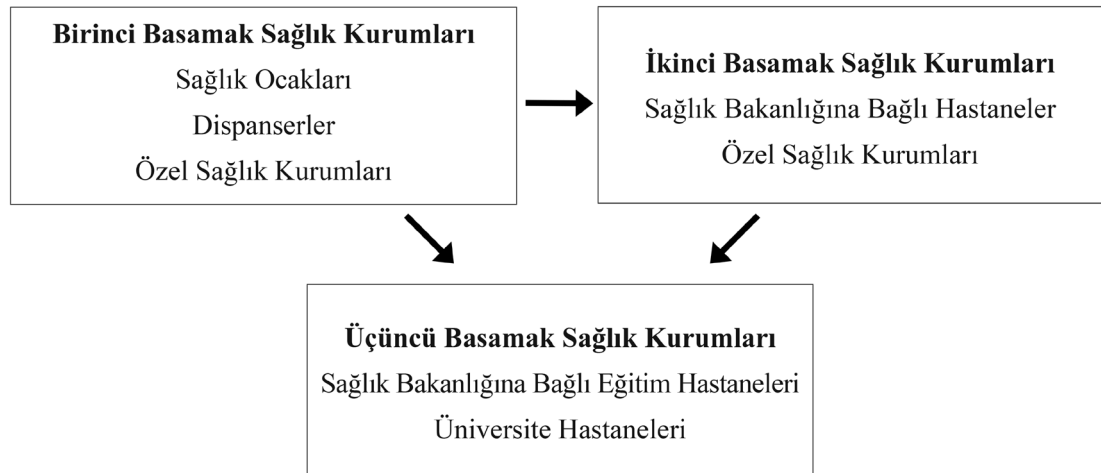 Birinci Basamak Sağlık Kurumları
Sağlık Ocakları
Dispanserler
Özel Sağlık Kurumları
İkinci Basamak Sağlık Kurumları
Sağlık Bakanlığına Bağlı Hastaneler
Özel Sağlık Kurumları
Üçüncü Basamak Sağlık Kurumları
Sağlık Bakanlığına Bağlı Eğitim Hastaneleri
Üniversite Hastaneleri